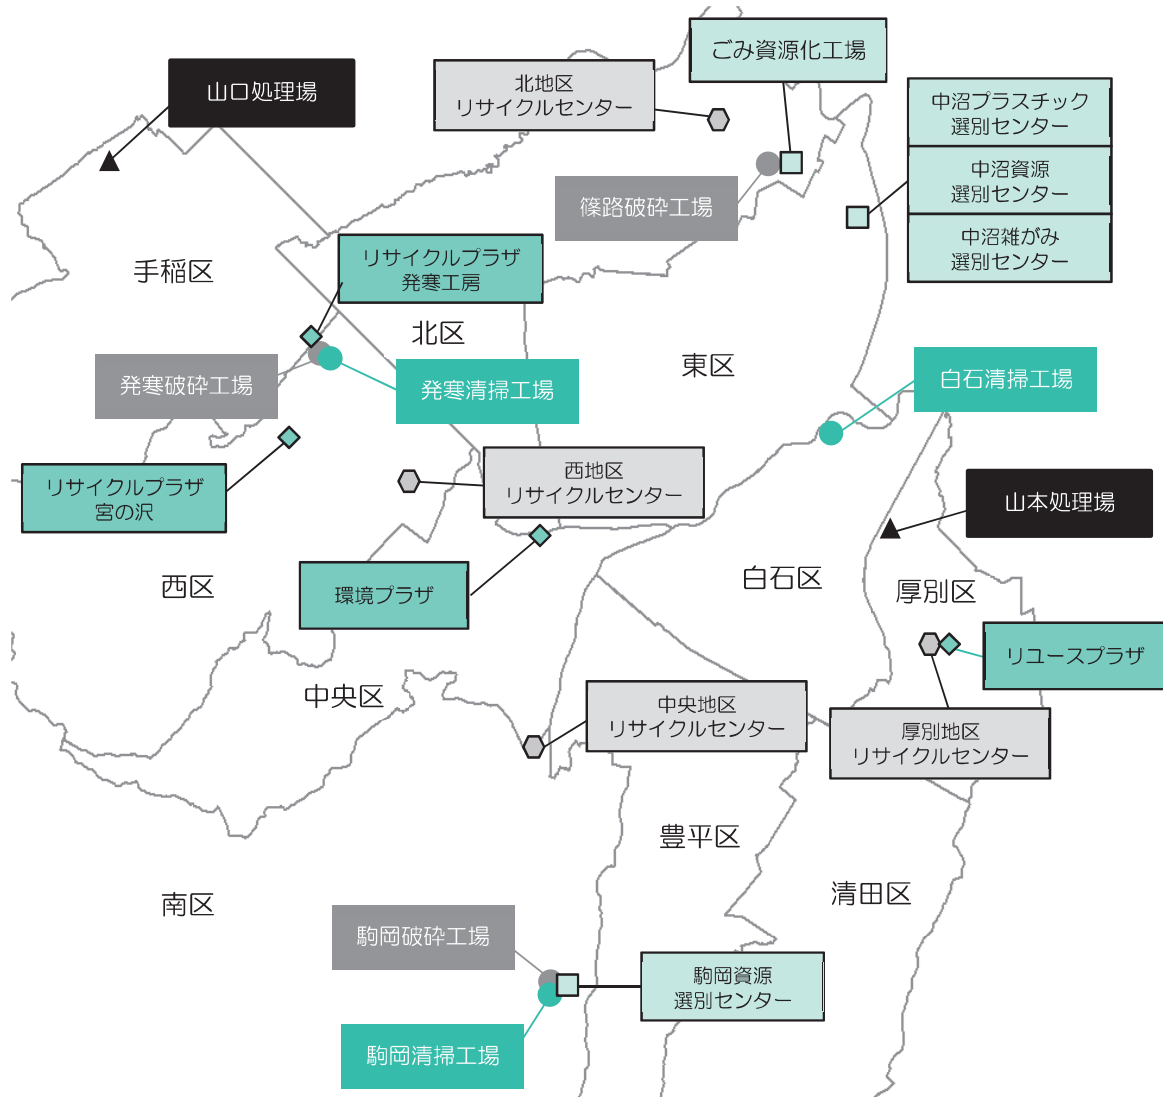 ごみ資源化工場
山口処理場
北地区
リサイクルセンター
中沼プラスチック
選別センター
中沼資源
選別センター
中沼雑がみ
選別センター
篠路破砕工場
手稲区
リサイクルプラザ
発寒工房
北区
東区
発寒破砕工場
発寒清掃工場
白石清掃工場
リサイクルプラザ
宮の沢
西地区
リサイクルセンター
山本処理場
西区
環境プラザ
白石区
厚別区
リユースプラザ
中央区
中央地区
リサイクルセンター
厚別地区
リサイクルセンター
豊平区
清田区
南区
駒岡破砕工場
駒岡資源
選別センター
駒岡清掃工場